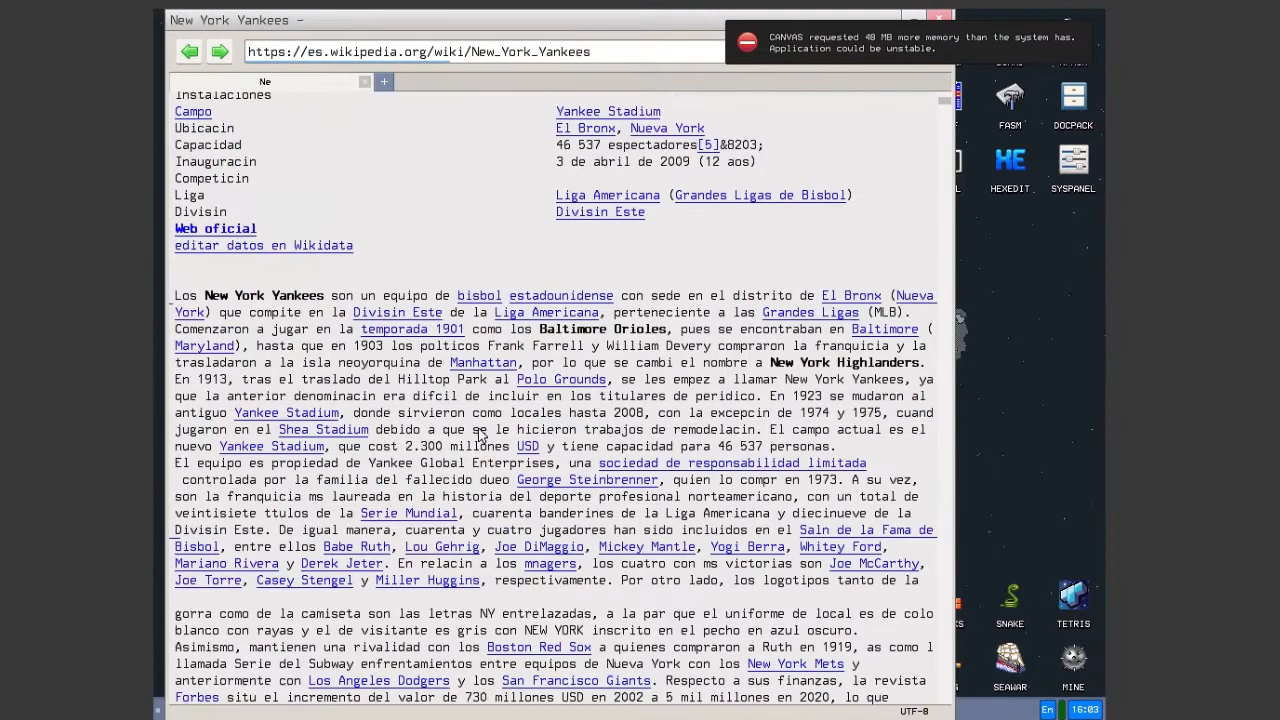 New York Yankees -
CANVAS requested 48 MB more memory than the system has.
Application could be unstable.
https://es.wikipedia.org/wiki/New_York_Yankees
Ne
+
Instalaciones
Campo Yankee Stadium
Ubicacin El Bronx, Nueva York
Capacidad 46 537 espectadores[5]&8203;
Inauguracin 3 de abril de 2009 (12 aos)
Competicin
Liga Liga Americana (Grandes Ligas de Bisbol)
Divisin Divisin Este
Web oficial
editar datos en Wikidata
Los New York Yankees son un equipo de bisbol estadounidense con sede en el distrito de El Bronx (Nueva
York) que compite en la Divisin Este de la Liga Americana, perteneciente a las Grandes Ligas (MLB).
Comenzaron a jugar en la temporada 1901 como los Baltimore Orioles, pues se encontraban en Baltimore (
Maryland), hasta que en 1903 los polticos Frank Farrell y William Devery compraron la franquicia y la
trasladaron a la isla neoyorquina de Manhattan, por lo que se cambi el nombre a New York Highlanders.
En 1913, tras el traslado del Hilltop Park al Polo Grounds, se les empez a llamar New York Yankees, ya
que la anterior denominacin era difcil de incluir en los titulares de peridico. En 1923 se mudaron al
antiguo Yankee Stadium, donde sirvieron como locales hasta 2008, con la excepcin de 1974 y 1975, cuand
jugaron en el Shea Stadium debido a que se le hicieron trabajos de remodelacin. El campo actual es el
nuevo Yankee Stadium, que cost 2.300 millones USD y tiene capacidad para 46 537 personas.
El equipo es propiedad de Yankee Global Enterprises, una sociedad de responsabilidad limitada
controlada por la familia del fallecido dueo George Steinbrenner, quien lo compr en 1973. A su vez,
son la franquicia ms laureada en la historia del deporte profesional norteamericano, con un total de
veintisiete ttulos de la Serie Mundial, cuarenta banderines de la Liga Americana y diecinueve de la
Divisin Este. De igual manera, cuarenta y cuatro jugadores han sido incluidos en el Saln de la Fama de
Bisbol, entre ellos Babe Ruth, Lou Gehrig, Joe DiMaggio, Mickey Mantle, Yogi Berra, Whitey Ford,
Mariano Rivera y Derek Jeter. En relacin a los mnagers, los cuatro con ms victorias son Joe McCarthy,
Joe Torre, Casey Stengel y Miller Huggins, respectivamente. Por otro lado, los logotipos tanto de la
gorra como de la camiseta son las letras NY entrelazadas, a la par que el uniforme de local es de colo
blanco con rayas y el de visitante es gris con NEW YORK inscrito en el pecho en azul oscuro.
Asimismo, mantienen una rivalidad con los Boston Red Sox a quienes compraron a Ruth en 1919, as como l
llamada Serie del Subway enfrentamientos entre equipos de Nueva York con los New York Mets y
anteriormente con Los Angeles Dodgers y los San Francisco Giants. Respecto a sus finanzas, la revista
Forbes situ el incremento del valor de 730 millones USD en 2002 a 5 mil millones en 2020, lo que
UTF-8
FASM
DOCPACK
XE
HEXEDIT
SYSPANEL
SNAKE
TETRIS
SEAWAR
MINE
En
16:03